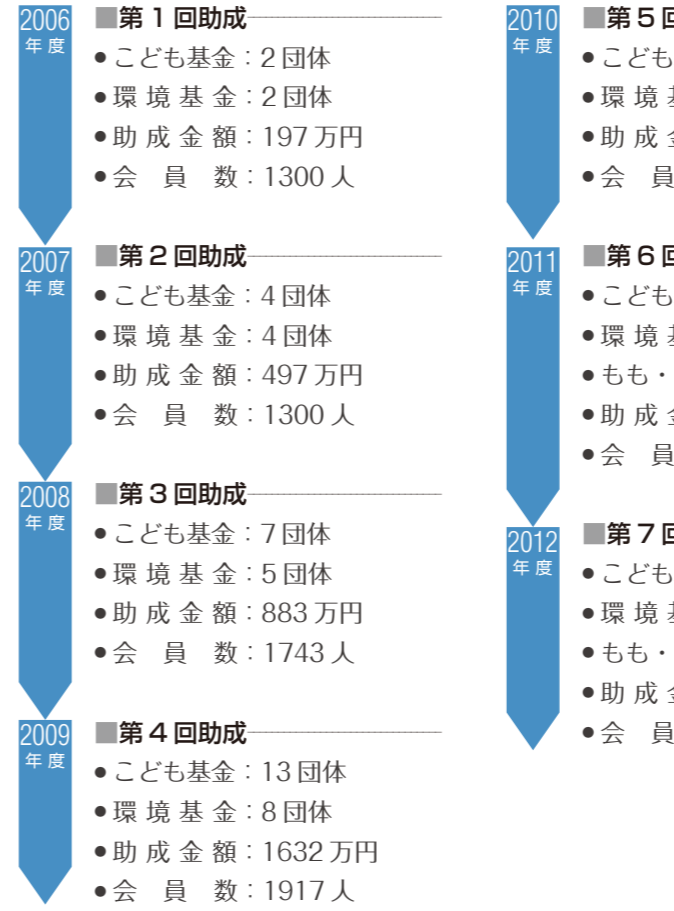 2006
年度
■第1回助成
●こども基金：2団体
●環境基金：2団体
●助成金額：197万円
●会員数：1300人
2007
年度
■第2回助成
●こども基金：4団体
●環境基金：4団体
●助成金額：497万円
●会員数：1300人
2008
年度
■第3回助成
●こども基金：7団体
●環境基金：5団体
●助成金額：883万円
●会員数：1743人
2009
年度
■第4回助成
●こども基金：13団体
●環境基金：8団体
●助成金額：1632万円
●会員数：1917人
2010
年度
■第5回
●こども
●環境
●助成
●会員
2011
年度
■第6回
●こども
●環境
●もも・
●助成
●会員
2012
年度
■第7回
●こども
●環境
●もも・
●助成
●会員